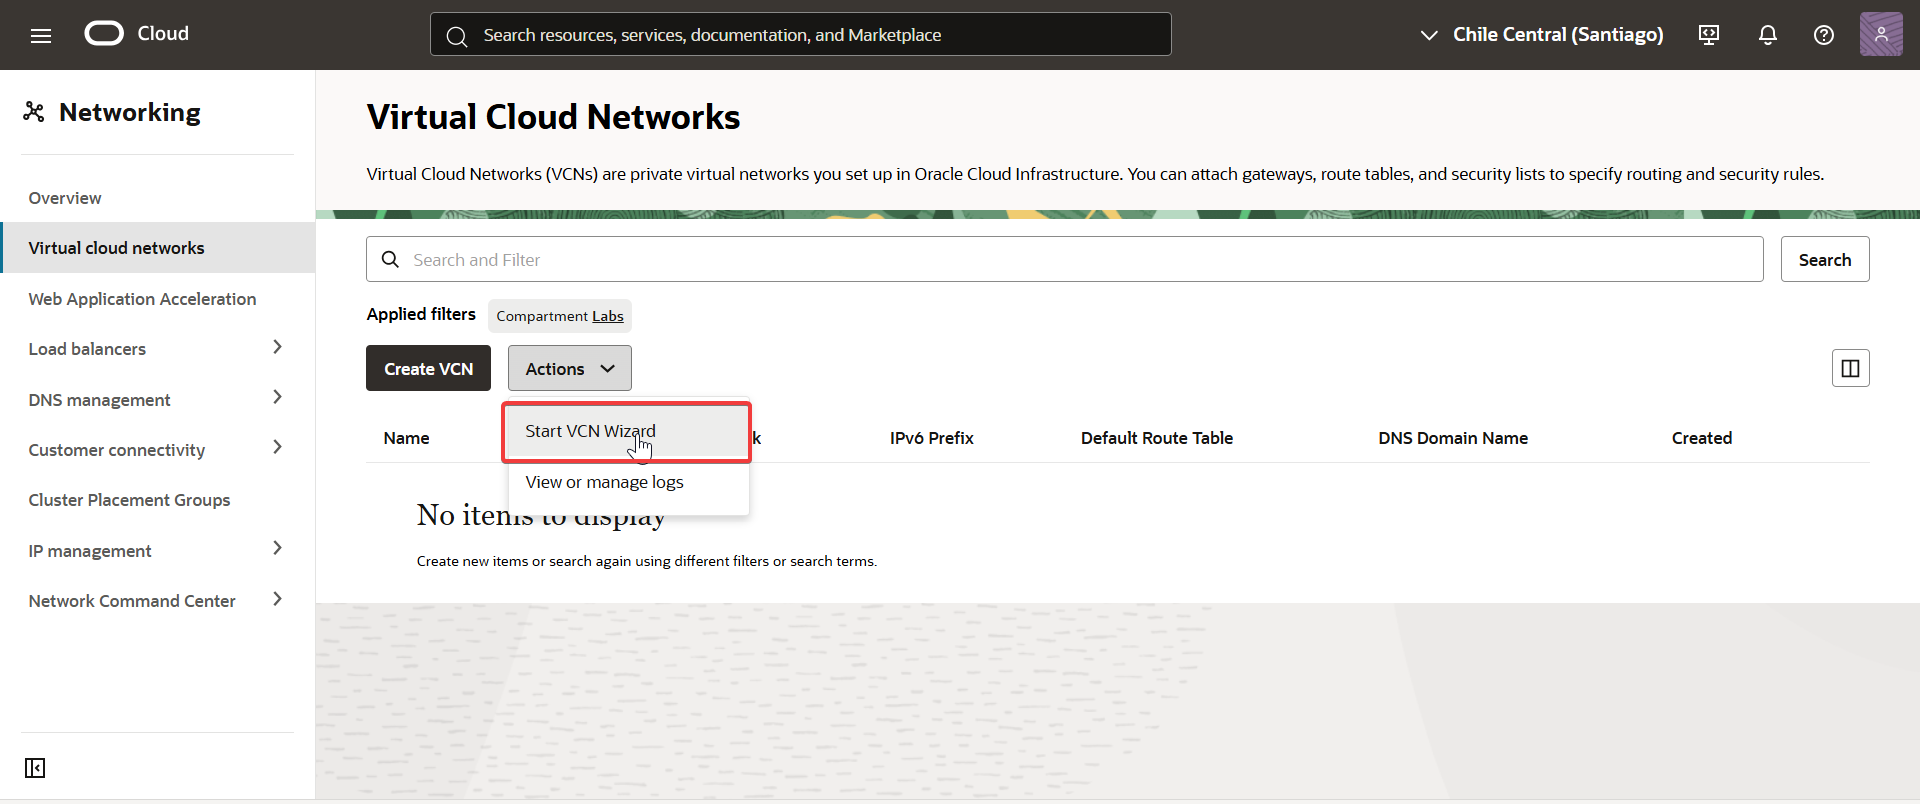 Cloud
Search resources, services, documentation, and Marketplace
Chile Central (Santiago)
Networking
Overview
Virtual cloud networks
Web Application Acceleration
Load balancers
DNS management
Customer connectivity
Cluster Placement Groups
IP management
Network Command Center
Virtual Cloud Networks
Virtual Cloud Networks (VCNs) are private virtual networks you set up in Oracle Cloud Infrastructure. You can attach gateways, route tables, and security lists to specify routing and security rules.
Search and Filter
Search
Applied filters
Compartment Labs
Create VCN
Actions
Start VCN Wizard
View or manage logs
Name
IPv6 Prefix
Default Route Table
DNS Domain Name
Created
No items to display
Create new items or search again using different filters or search terms.